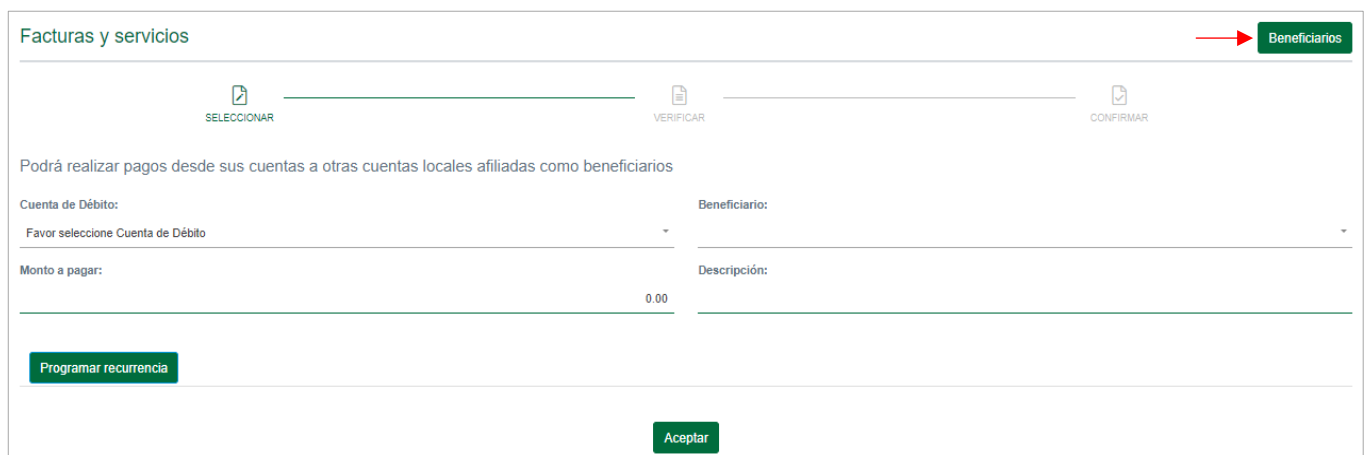 Facturas y servicios
Beneficiarios
SELECCIONAR
VERIFICAR
CONFIRMAR
Podrá realizar pagos desde sus cuentas a otras cuentas locales afiliadas como beneficiarios
Cuenta de Débito:
Beneficiario:
Favor seleccione Cuenta de Débito
Monto a pagar:
Descripción:
0.00
Programar recurrencia
Aceptar